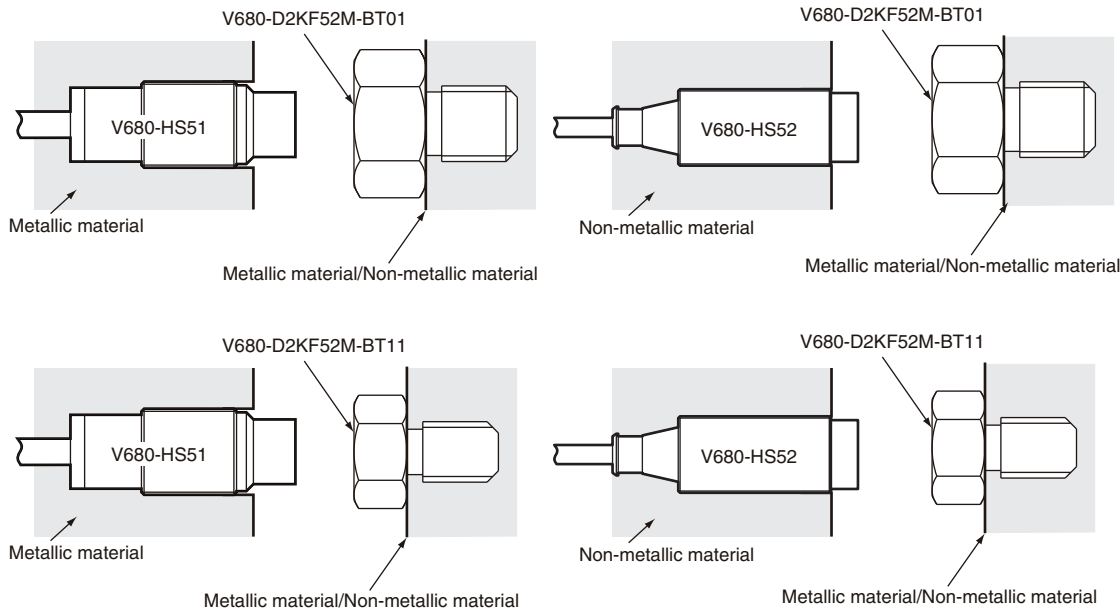 V680-D2KF52M-BT01
V680-HS51
Metallic material
Metallic material/Non-metallic material
V680-D2KF52M-BT01
V680-HS52
Non-metallic material
Metallic material/Non-metallic material
V680-D2KF52M-BT11
V680-HS51
Metallic material
Metallic material/Non-metallic material
V680-D2KF52M-BT11
V680-HS52
Non-metallic material
Metallic material/Non-metallic material